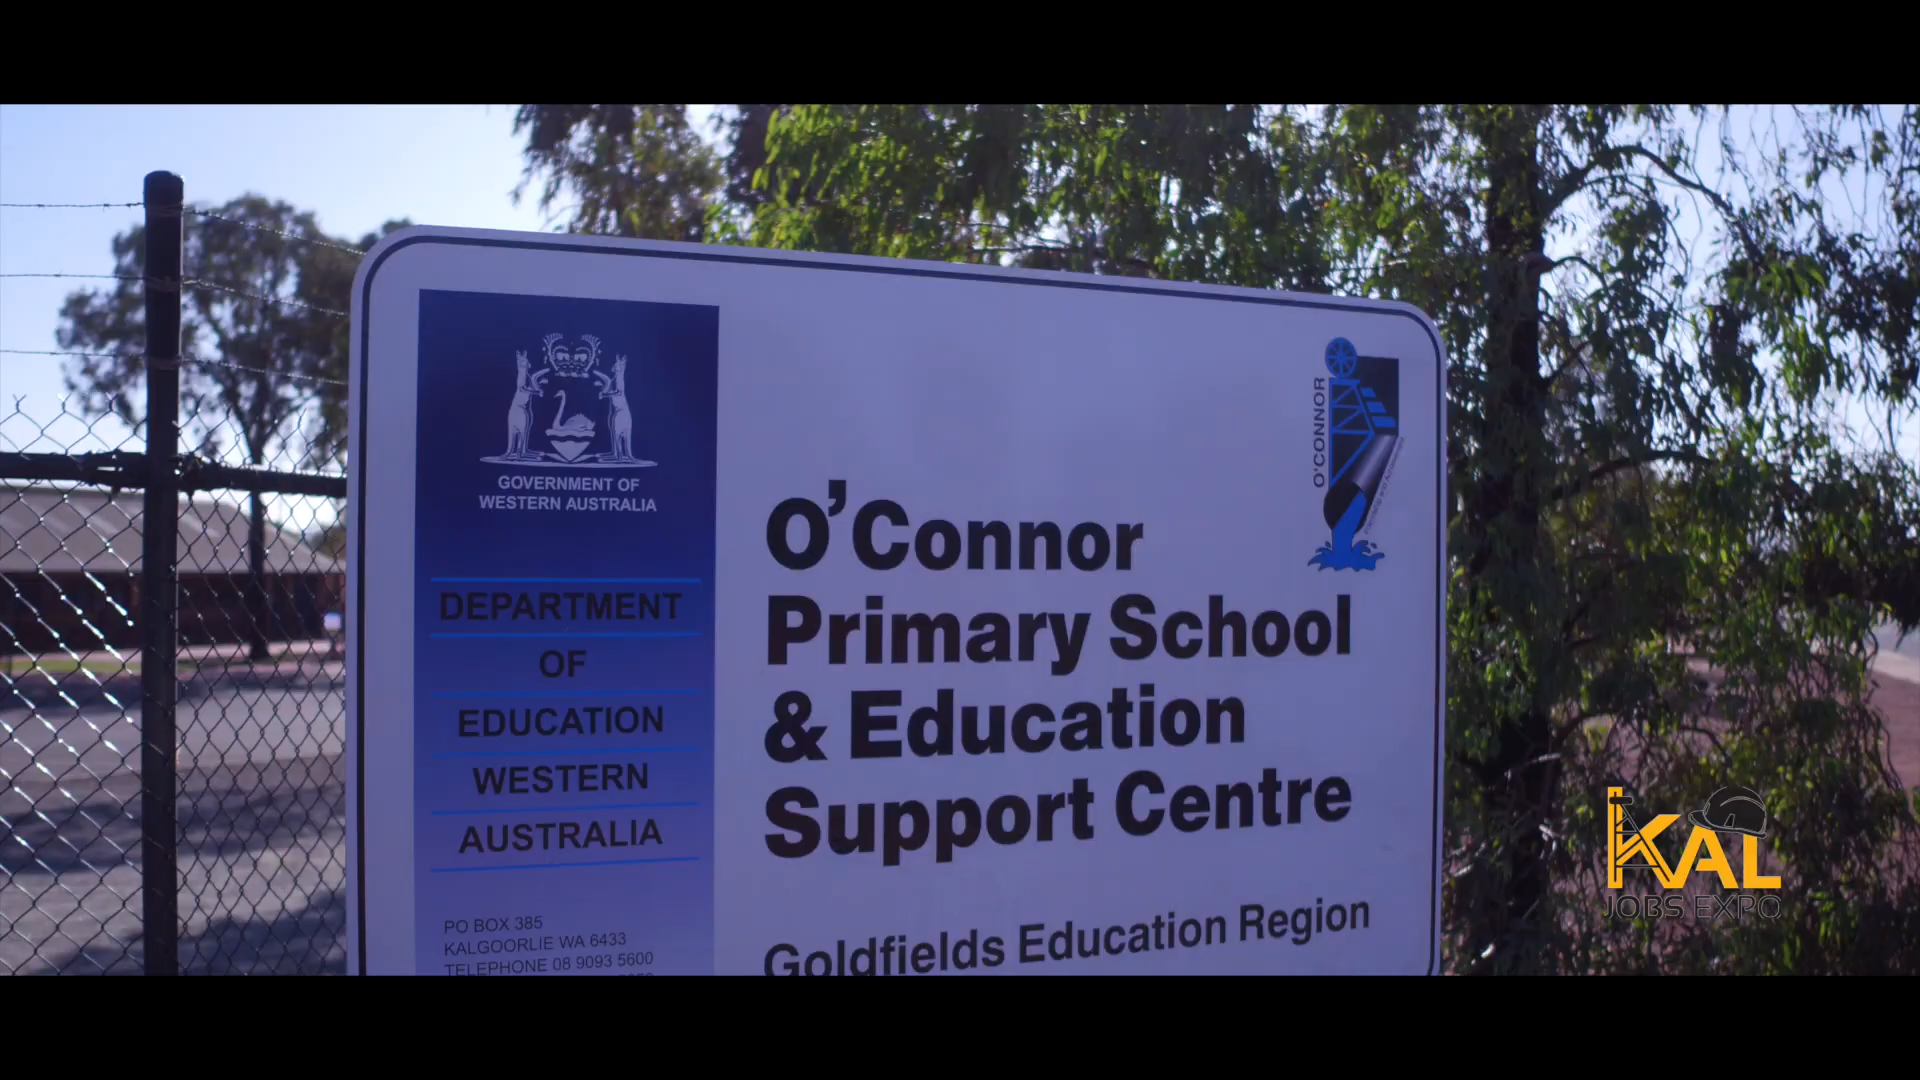 GOVERNMENT OF
WESTERN AUSTRALIA
DEPARTMENT
OF
EDUCATION
WESTERN
AUSTRALIA
PO BOX 385
KALGOORLIE WA 6433
TELEPHONE 08 9093 5600
O'Connor
Primary School
& Education
Support Centre
Goldfields Education Region
O'CONNOR
KAL
JOBS EXPO